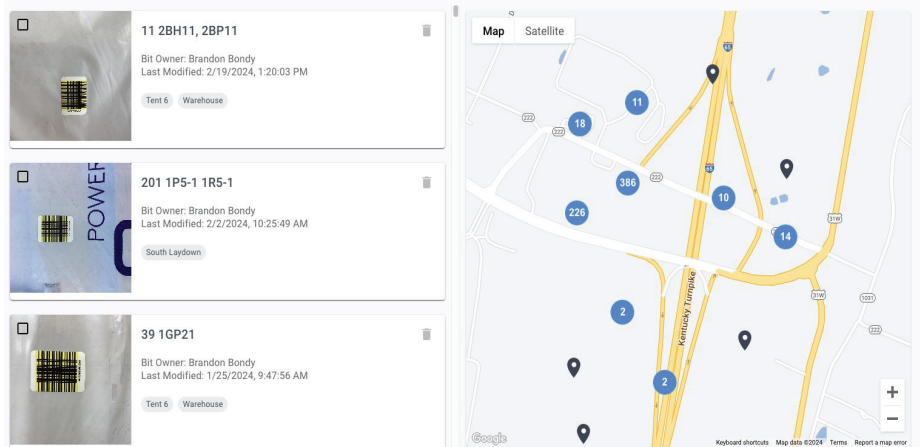 11 2BH11, 2BP11
Bit Owner: Brandon Bondy
Last Modified: 2/19/2024, 1:20:03 PM
Tent 6 Warehouse
POWER
201 1P5-1 1R5-1
Bit Owner: Brandon Bondy
Last Modified: 2/2/2024, 10:25:49 AM
South Laydown
39 1GP21
Bit Owner: Brandon Bondy
Last Modified: 1/25/2024, 9:47:56 AM
Tent 6 Warehouse
Map Satellite
65
11
222
18
222
65
386
222
10
226
31W
14
Kentucky Turnpike
31W
1031
2
222
2
+
−
Google
Keyboard shortcuts Map data ©2024 Terms Report a map error